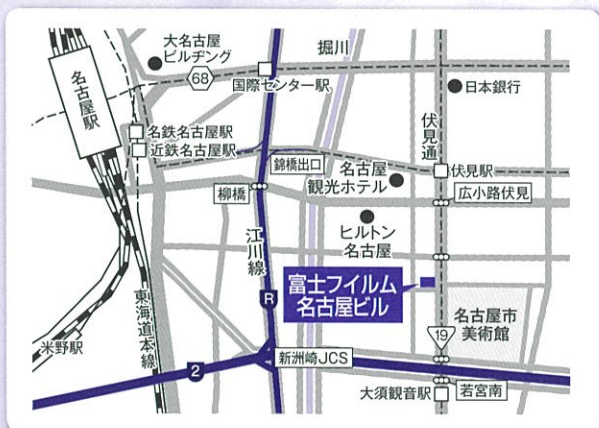 大名古屋
ビルヂング
68
掘川
名古屋駅
国際センター駅
日本銀行
伏見通
名鉄名古屋駅
近鉄名古屋駅
錦橋出口
名古屋
観光ホテル
伏見駅
柳橋
広小路伏見
ヒルトン
名古屋
江川線
R
富士フイルム
名古屋ビル
名古屋市
美術館
19
東海道本線
米野駅
2
新洲崎JCS
大須観音駅
若宮南